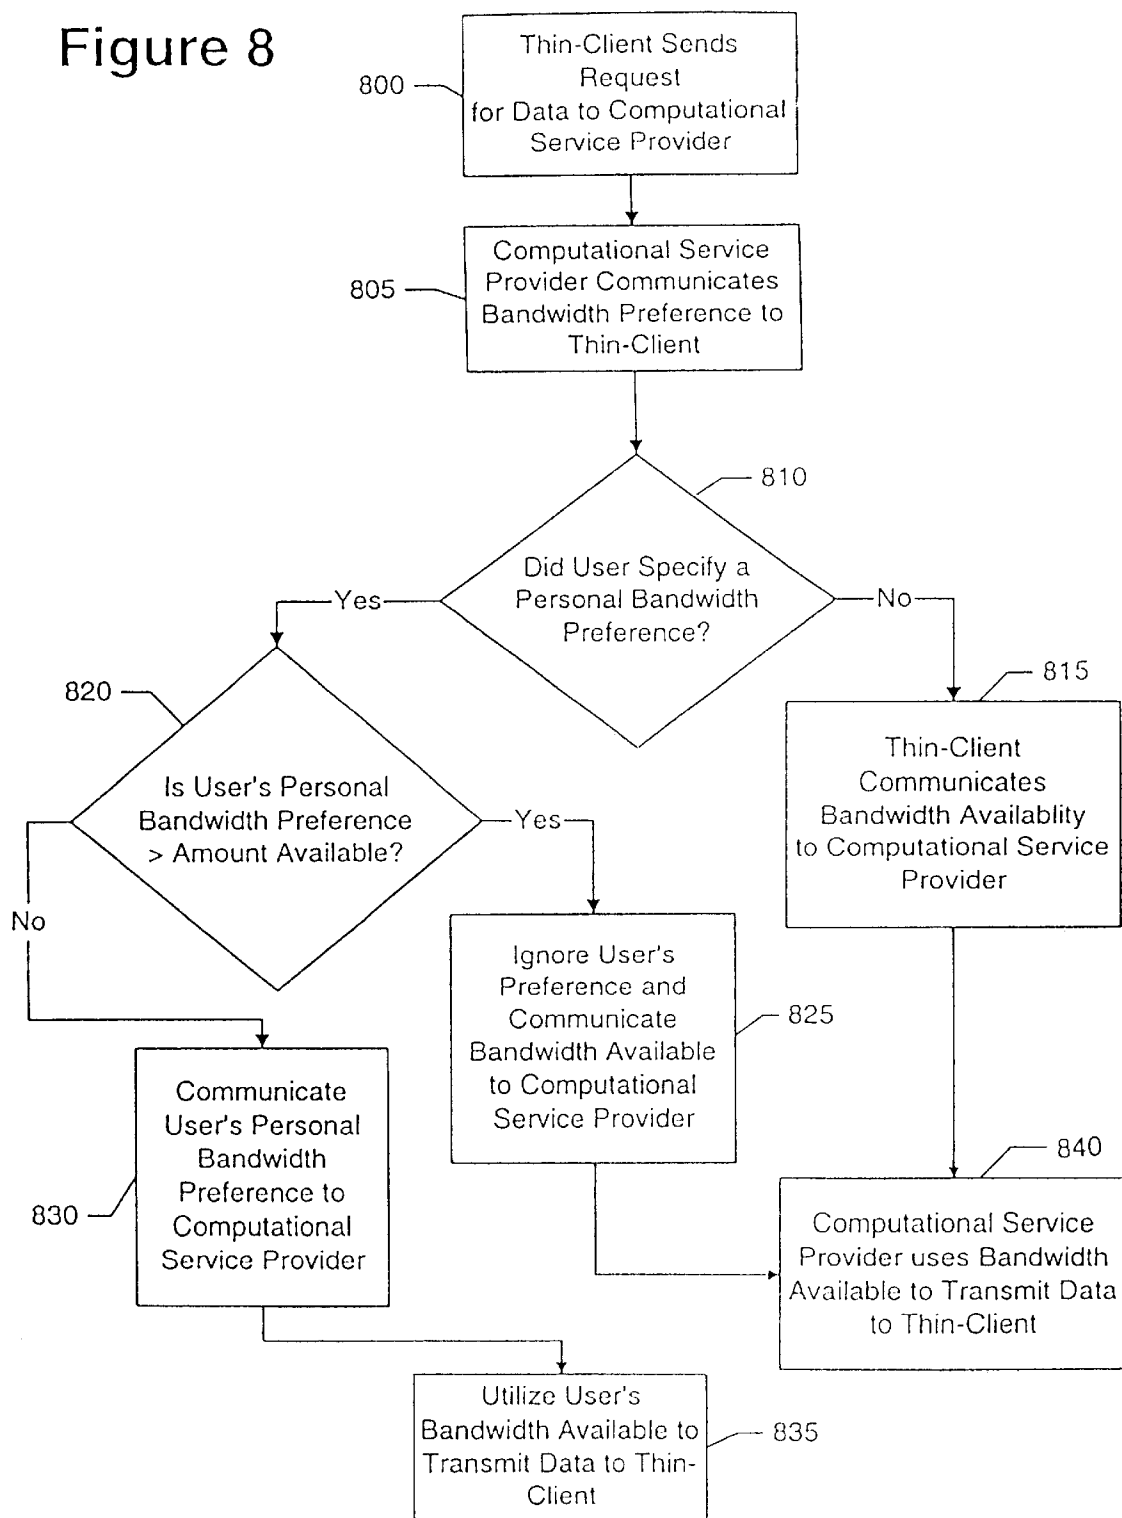 Figure 8
Thin-Client Sends
Request
for Data to Computational
Service Provider
800
Computational Service
Provider Communicates
Bandwidth Preference to
Thin-Client
805
810
Did User Specify a
Personal Bandwidth
Preference?
Yes
No
820
815
Is User's Personal
Bandwidth Preference
> Amount Available?
Yes
No
Thin-Client
Communicates
Bandwidth Availablity
to Computational Service
Provider
Ignore User's
Preference and
Communicate
Bandwidth Available
to Computational
Service Provider
825
Communicate
User's Personal
Bandwidth
Preference to
Computational
Service Provider
830
840
Computational Service
Provider uses Bandwidth
Available to Transmit Data
to Thin-Client
Utilize User's
Bandwidth Available to
Transmit Data to Thin-
Client
835